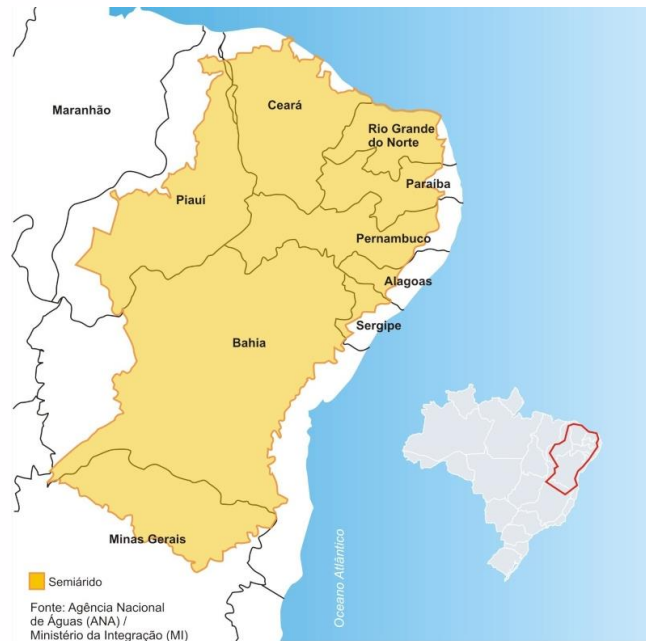 Maranhão
Ceará
Rio Grande
do Norte
Paraíba
Piauí
Pernambuco
Alagoas
Sergipe
Bahia
Minas Gerais
Oceano Atlântico
Semiárido
Fonte: Agência Nacional
de Águas (ANA) /
Ministério da Integração (MI)